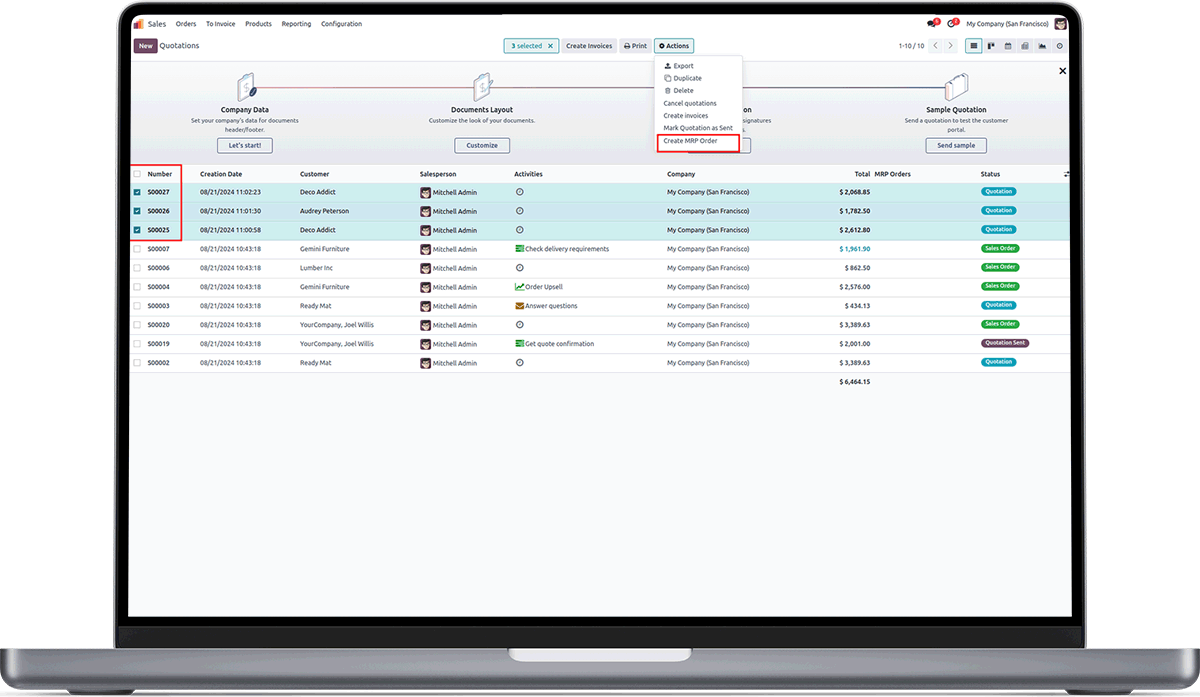 Sales Orders To Invoice Products Reporting Configuration My Company (San Francisco)
New Quotations 3 selected × Create Invoices Print Actions 1-10 / 10
Export
Duplicate
Delete
Cancel quotations
Create invoices
Mark Quotation as Sent
Create MRP Order
Company Data
Set your company's data for documents
header/footer.
Let's start!
Documents Layout
Customize the look of your documents.
Customize
on
signatures
s.
Sample Quotation
Send a quotation to test the customer
portal.
Send sample
Number Creation Date Customer Salesperson Activities Company Total MRP Orders Status
S00027 08/21/2024 11:02:23 Deco Addict Mitchell Admin My Company (San Francisco) $ 2,068.85 Quotation
S00026 08/21/2024 11:01:30 Audrey Peterson Mitchell Admin My Company (San Francisco) $ 1,782.50 Quotation
S00025 08/21/2024 11:00:58 Deco Addict Mitchell Admin My Company (San Francisco) $ 2,612.80 Quotation
S00007 08/21/2024 10:43:18 Gemini Furniture Mitchell Admin Check delivery requirements My Company (San Francisco) $ 1,961.90 Sales Order
S00006 08/21/2024 10:43:18 Lumber Inc Mitchell Admin My Company (San Francisco) $ 862.50 Sales Order
S00004 08/21/2024 10:43:18 Gemini Furniture Mitchell Admin Order Upsell My Company (San Francisco) $ 2,576.00 Sales Order
S00003 08/21/2024 10:43:18 Ready Mat Mitchell Admin Answer questions My Company (San Francisco) $ 434.13 Quotation
S00020 08/21/2024 10:43:18 YourCompany, Joel Willis Mitchell Admin My Company (San Francisco) $ 3,389.63 Sales Order
S00019 08/21/2024 10:43:18 YourCompany, Joel Willis Mitchell Admin Get quote confirmation My Company (San Francisco) $ 2,001.00 Quotation Sent
S00002 08/21/2024 10:43:18 Ready Mat Mitchell Admin My Company (San Francisco) $ 3,389.63 Quotation
$ 6,464.15